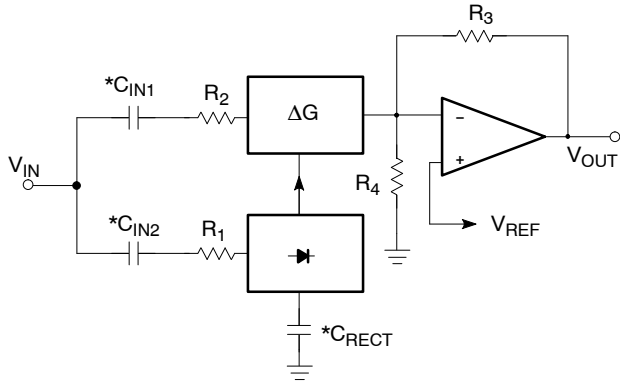 R3
*CIN1
R2
ΔG
−
VIN
+
VOUT
R4
*CIN2
R1
VREF
*CRECT